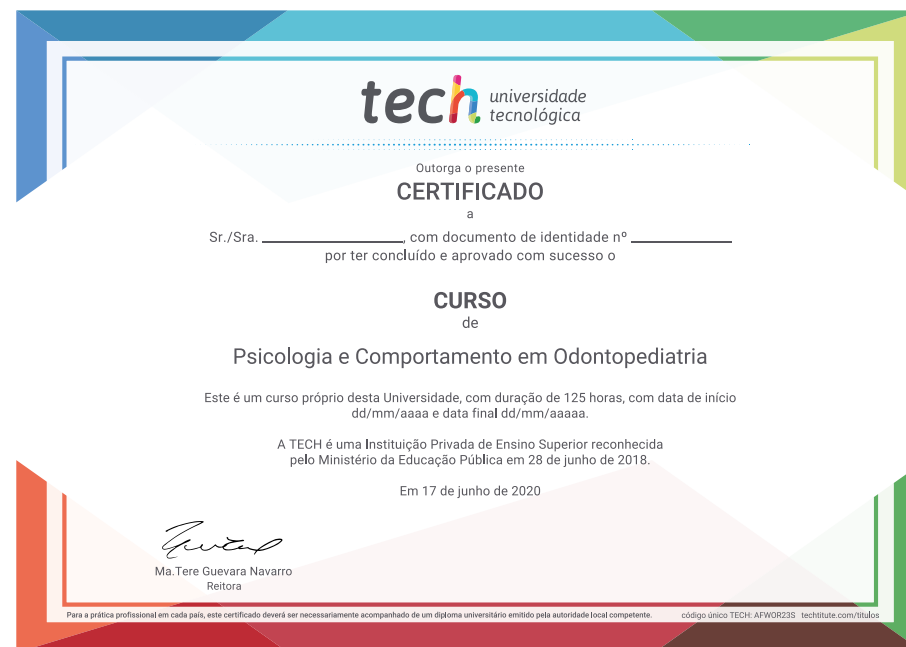 tech universidade
tecnológica
Outorga o presente
CERTIFICADO
a
Sr./Sra. ____________________, com documento de identidade nº ______________
por ter concluído e aprovado com sucesso o
CURSO
de
Psicologia e Comportamento em Odontopediatria
Este é um curso próprio desta Universidade, com duração de 125 horas, com data de início
dd/mm/aaaa e data final dd/mm/aaaaa.
A TECH é uma Instituição Privada de Ensino Superior reconhecida
pelo Ministério da Educação Pública em 28 de junho de 2018.
Em 17 de junho de 2020
Ma.Tere Guevara Navarro
Reitora
Para a prática profissional em cada país, este certificado deverá ser necessariamente acompanhado de um diploma universitário emitido pela autoridade local competente. código único TECH: AFWOR23S techtitute.com/titulos